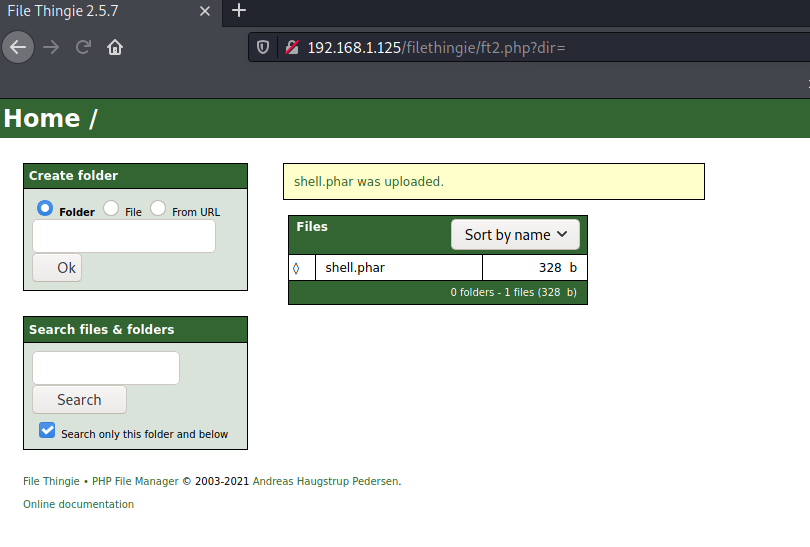 File Thingie 2.5.7
192.168.1.125/filethingie/ft2.php?dir=
Home /
Create folder
Folder File From URL
Ok
Search files & folders
Search
Search only this folder and below
shell.phar was uploaded.
Files Sort by name
◊ shell.phar 328 b
0 folders - 1 files (328 b)
File Thingie • PHP File Manager © 2003-2021 Andreas Haugstrup Pedersen.
Online documentation